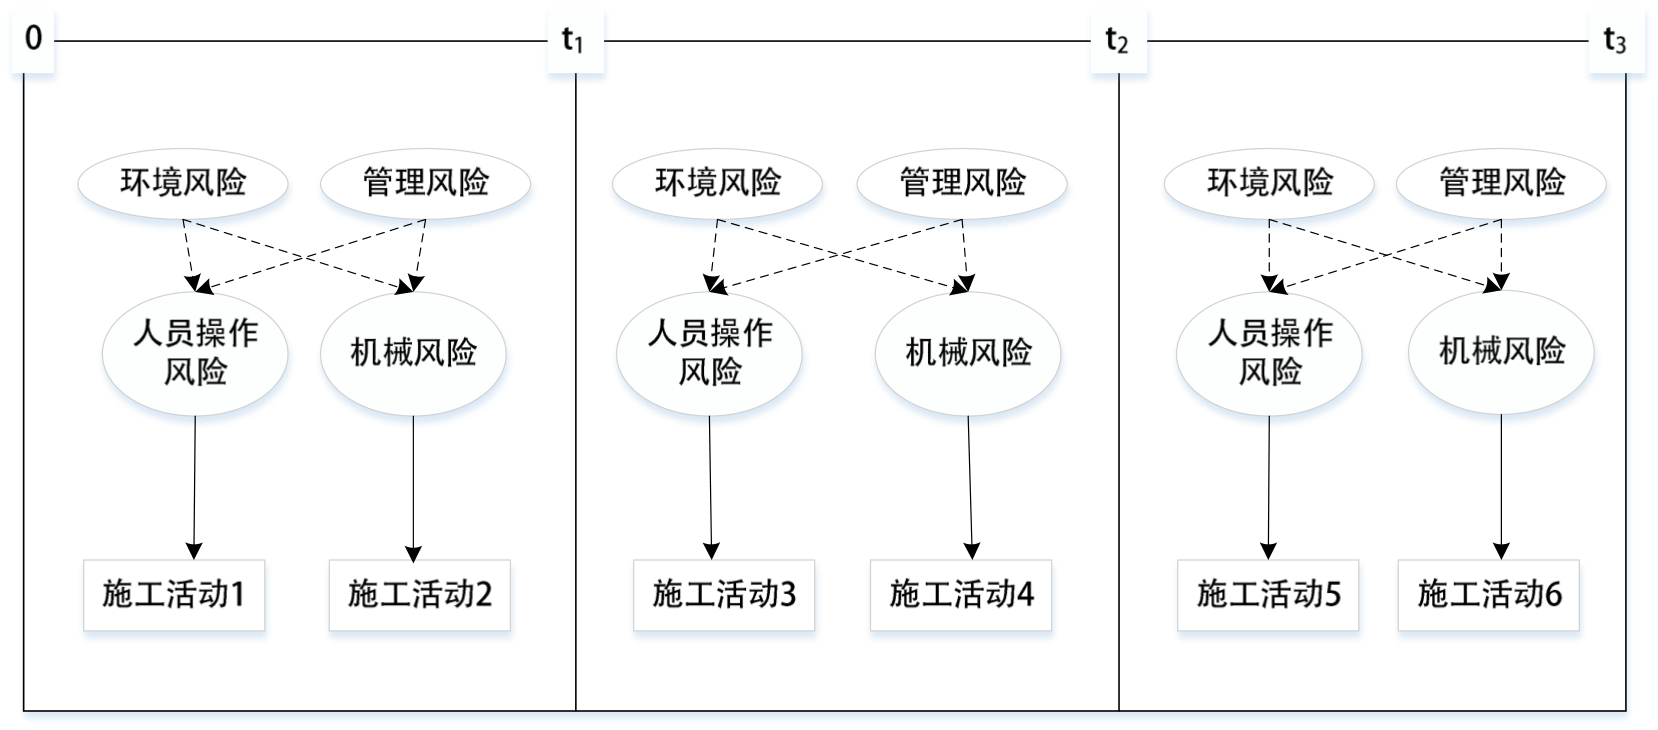 0
t₁
t₂
t₃
环境风险
管理风险
环境风险
管理风险
环境风险
管理风险
人员操作
风险
机械风险
人员操作
风险
机械风险
人员操作
风险
机械风险
施工活动1
施工活动2
施工活动3
施工活动4
施工活动5
施工活动6